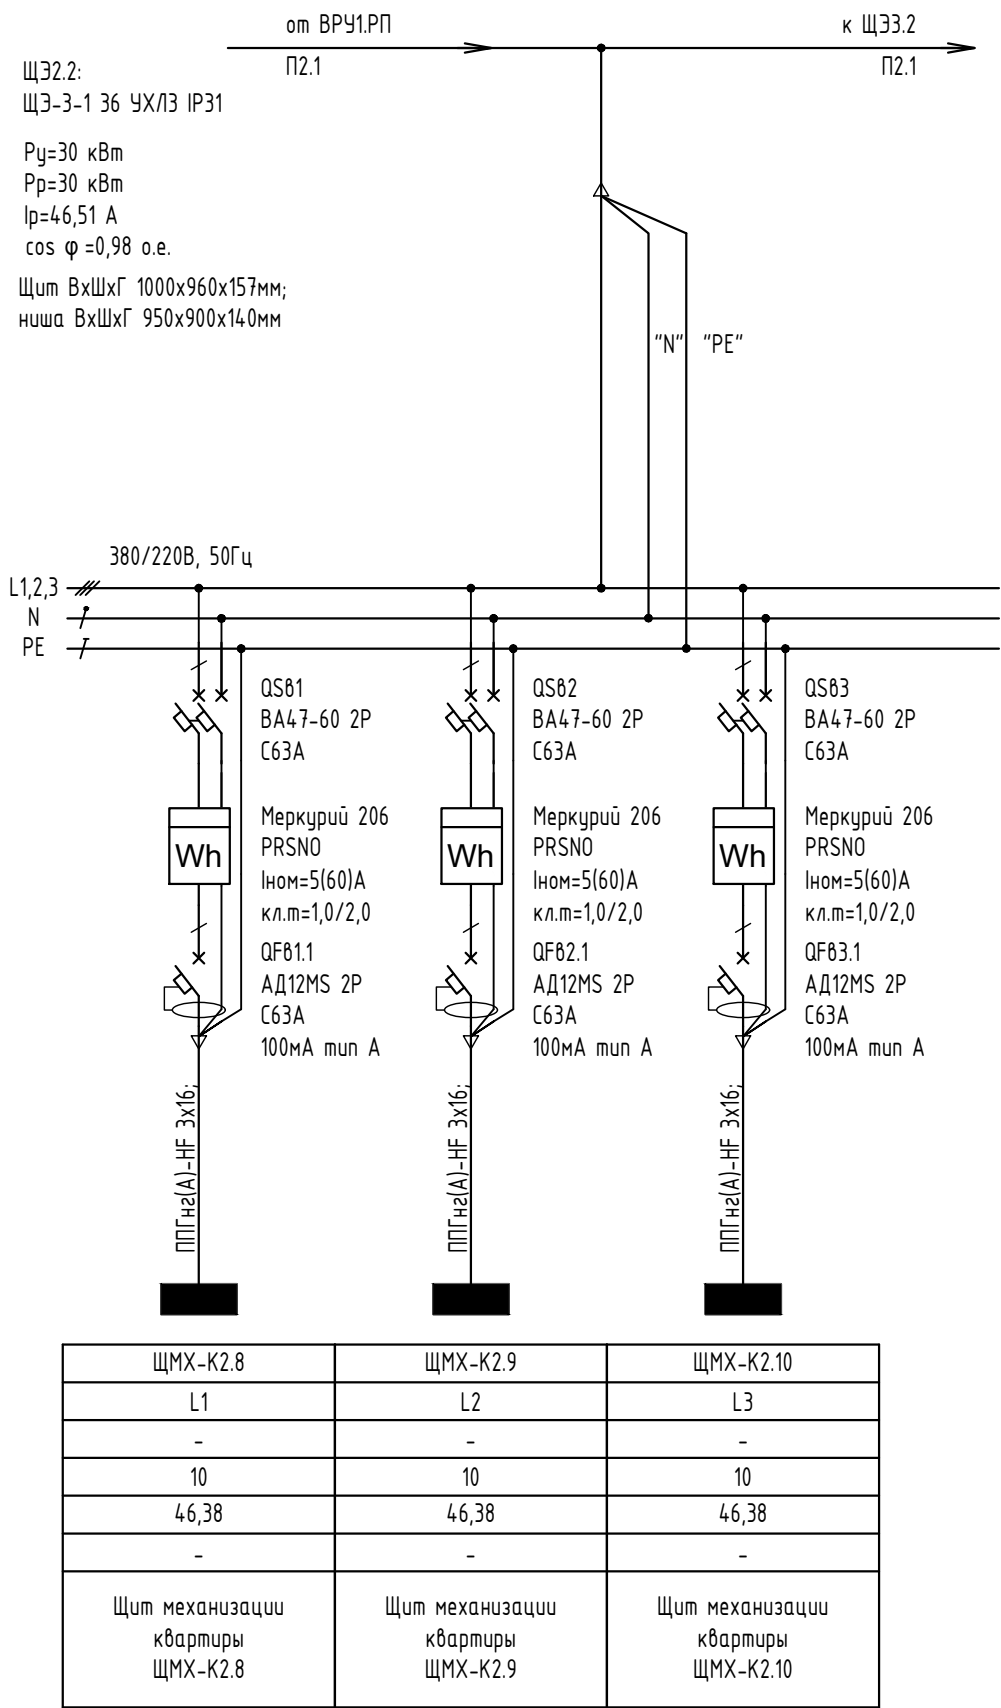 от ВРУ1.РП
к ЩЭ3.2
П2.1
П2.1
ЩЭ2.2:
ЩЭ-3-1 36 УХЛ3 IP31
Ру=30 кВт
Рр=30 кВт
Iр=46,51 А
cos φ =0,98 о.е.
Щит ВхШхГ 1000х960х157мм;
ниша ВхШхГ 950х900х140мм
"N"
"PE"
380/220В, 50Гц
L1,2,3
N
PE
QSв1
ВА47-60 2Р
С63А
QSв2
ВА47-60 2Р
С63А
QSв3
ВА47-60 2Р
С63А
Wh
Меркурий 206
PRSNO
Iном=5(60)А
кл.т=1,0/2,0
Wh
Меркурий 206
PRSNO
Iном=5(60)А
кл.т=1,0/2,0
Wh
Меркурий 206
PRSNO
Iном=5(60)А
кл.т=1,0/2,0
QFв1.1
АД12MS 2Р
С63А
100мА тип А
QFв2.1
АД12MS 2Р
С63А
100мА тип А
QFв3.1
АД12MS 2Р
С63А
100мА тип А
ППГнг(А)-HF 3х16;
ППГнг(А)-HF 3х16;
ППГнг(А)-HF 3х16;
ЩМХ-К2.8
ЩМХ-К2.9
ЩМХ-К2.10
L1
L2
L3
-
-
-
10
10
10
46,38
46,38
46,38
-
-
-
Щит механизации
квартиры
ЩМХ-К2.8
Щит механизации
квартиры
ЩМХ-К2.9
Щит механизации
квартиры
ЩМХ-К2.10